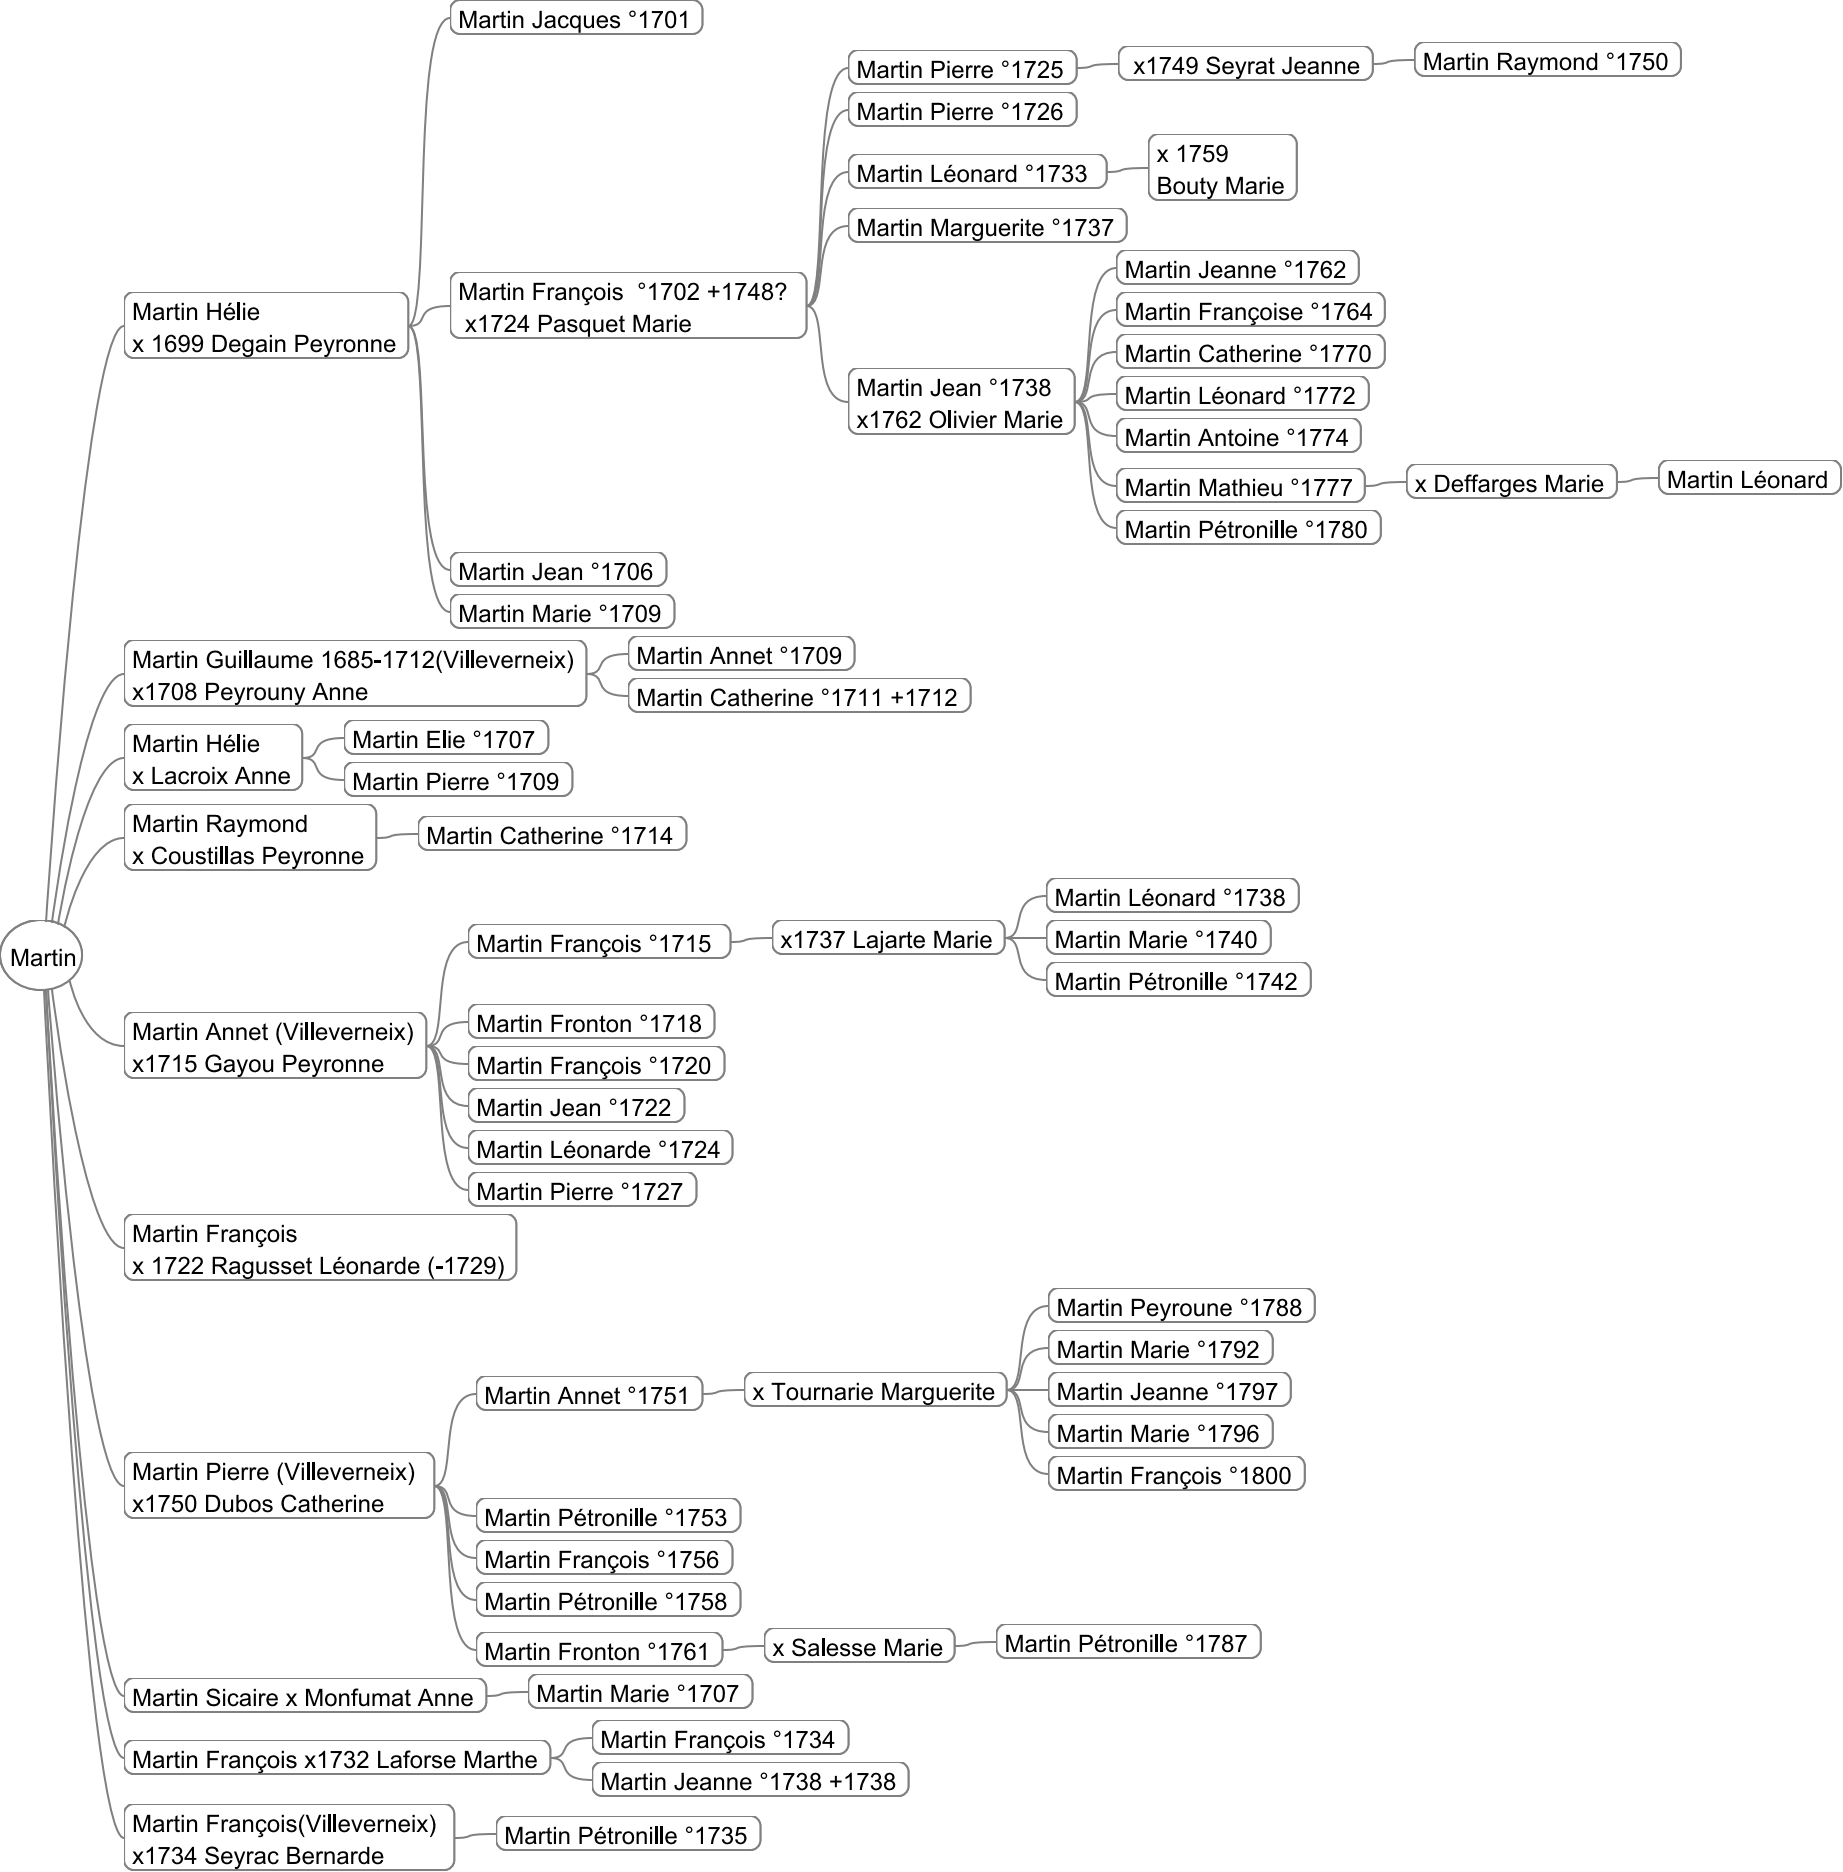 Martin
Martin Hélie
x 1699 Degain Peyronne
Martin Jacques °1701
Martin François °1702 +1748?
x1724 Pasquet Marie
Martin Pierre °1725
x1749 Seyrat Jeanne
Martin Raymond °1750
Martin Pierre °1726
Martin Léonard °1733
x 1759
Bouty Marie
Martin Marguerite °1737
Martin Jean °1738
x1762 Olivier Marie
Martin Jeanne °1762
Martin Françoise °1764
Martin Catherine °1770
Martin Léonard °1772
Martin Antoine °1774
Martin Mathieu °1777
x Deffarges Marie
Martin Léonard
Martin Pétronille °1780
Martin Jean °1706
Martin Marie °1709
Martin Guillaume 1685-1712(Villeverneix)
x1708 Peyrouny Anne
Martin Annet °1709
Martin Catherine °1711 +1712
Martin Hélie
x Lacroix Anne
Martin Elie °1707
Martin Pierre °1709
Martin Raymond
x Coustillas Peyronne
Martin Catherine °1714
Martin Annet (Villeverneix)
x1715 Gayou Peyronne
Martin François °1715
x1737 Lajarte Marie
Martin Léonard °1738
Martin Marie °1740
Martin Pétronille °1742
Martin Fronton °1718
Martin François °1720
Martin Jean °1722
Martin Léonarde °1724
Martin Pierre °1727
Martin François
x 1722 Ragusset Léonarde (-1729)
Martin Pierre (Villeverneix)
x1750 Dubos Catherine
Martin Annet °1751
x Tournarie Marguerite
Martin Peyroune °1788
Martin Marie °1792
Martin Jeanne °1797
Martin Marie °1796
Martin François °1800
Martin Pétronille °1753
Martin François °1756
Martin Pétronille °1758
Martin Fronton °1761
x Salesse Marie
Martin Pétronille °1787
Martin Sicaire x Monfumat Anne
Martin Marie °1707
Martin François x1732 Laforse Marthe
Martin François °1734
Martin Jeanne °1738 +1738
Martin François(Villeverneix)
x1734 Seyrac Bernarde
Martin Pétronille °1735